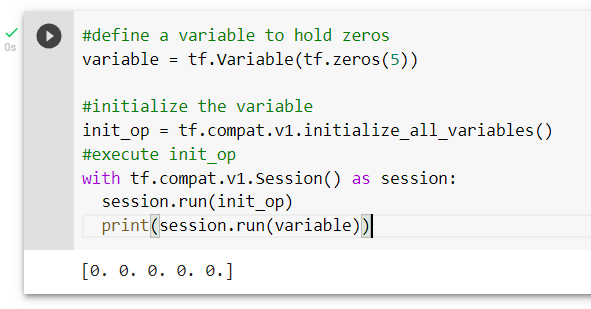 #define a variable to hold zeros
variable = tf.Variable(tf.zeros(5))
#initialize the variable
init_op = tf.compat.v1.initialize_all_variables()
#execute init_op
with tf.compat.v1.Session() as session:
  session.run(init_op)
  print(session.run(variable))
0s
[0. 0. 0. 0. 0.]